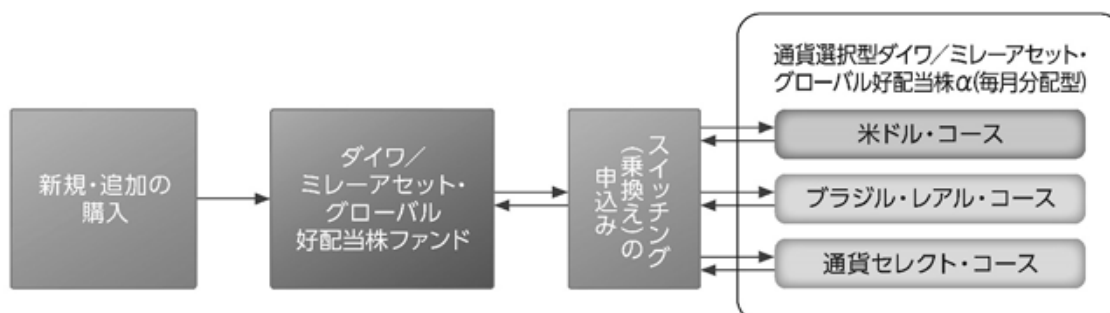 新規・追加の
購入
ダイワ/
ミレーアセット・
グローバル
好配当株ファンド
スイッチング
(乗換え)の
申込み
通貨選択型ダイワ/ミレーアセット・
グローバル好配当株α(毎月分配型)
米ドル・コース
ブラジル・レアル・コース
通貨セレクト・コース